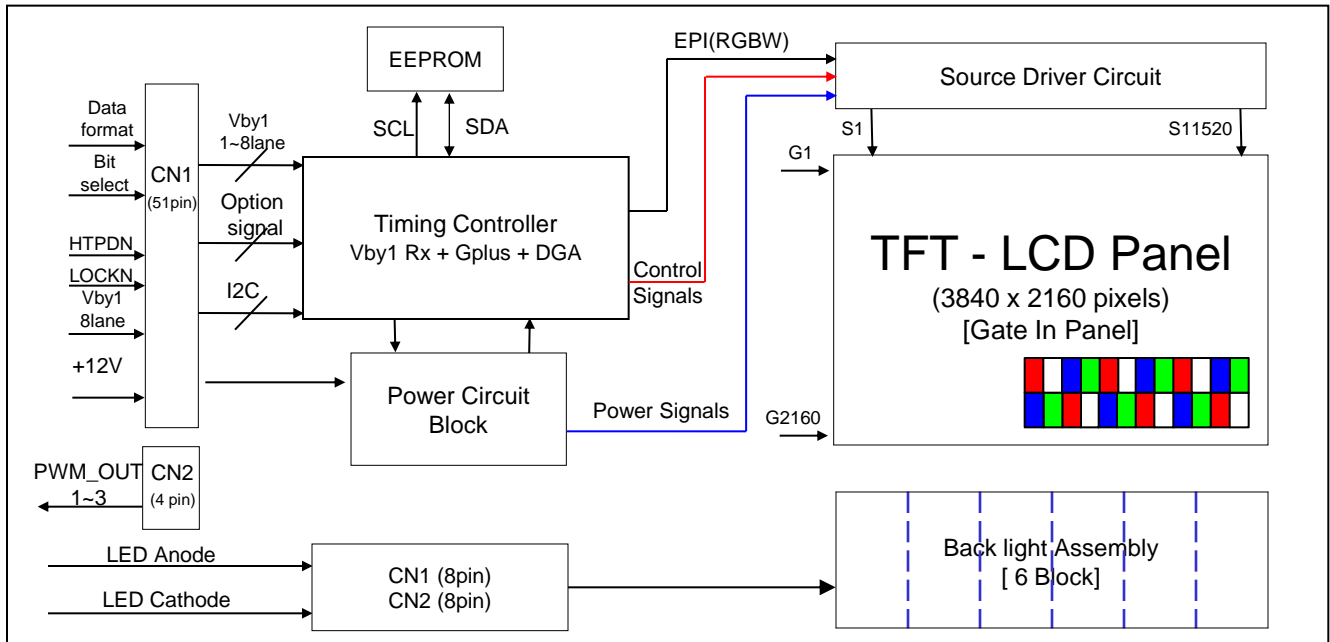 EEPROM
SCL
SDA
EPI(RGBW)
Source Driver Circuit
S1
S11520
Data
format
Bit
select
HTPDN
LOCKN
Vby1
8lane
+12V
CN1
(51pin)
Vby1
1~8lane
Option
signal
I2C
Timing Controller
Vby1 Rx + Gplus + DGA
Control
Signals
G1
G2160
TFT - LCD Panel
(3840 x 2160 pixels)
[Gate In Panel]
Power Circuit
Block
Power Signals
PWM_OUT
1~3
CN2
(4 pin)
LED Anode
LED Cathode
CN1 (8pin)
CN2 (8pin)
Back light Assembly
[ 6 Block]